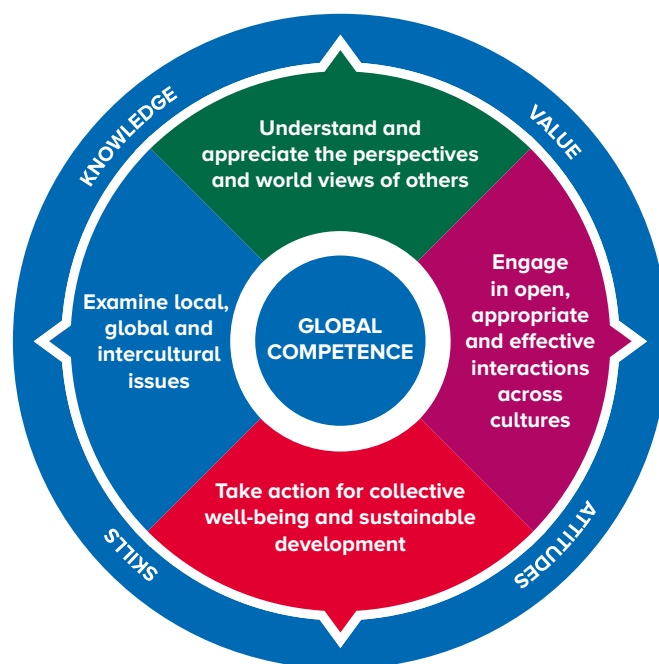 KNOWLEDGE
VALUE
Understand and
appreciate the perspectives
and world views of others
Examine local,
global and
intercultural
issues
GLOBAL
COMPETENCE
Engage
in open,
appropriate
and effective
interactions
across
cultures
Take action for collective
well-being and sustainable
development
SKILLS
ATTITUDES